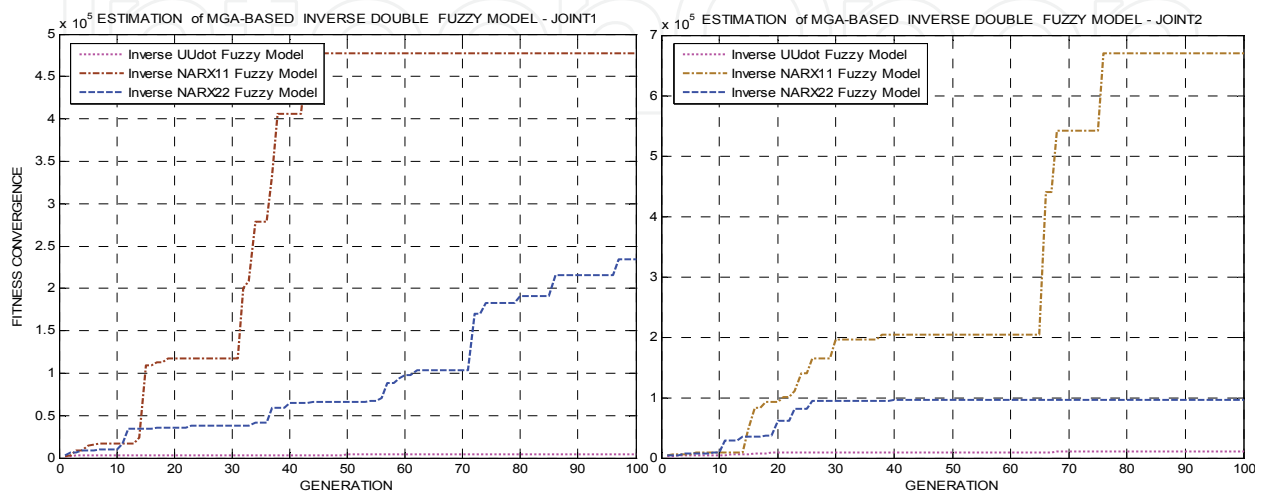 x 10⁵ ESTIMATION of MGA-BASED INVERSE DOUBLE FUZZY MODEL - JOINT1
Inverse UUdot Fuzzy Model
Inverse NARX11 Fuzzy Model
Inverse NARX22 Fuzzy Model
FITNESS CONVERGENCE
5
4.5
4
3.5
3
2.5
2
1.5
1
0.5
0
0 10 20 30 40 50 60 70 80 90 100
GENERATION
x 10⁵ ESTIMATION of MGA-BASED INVERSE DOUBLE FUZZY MODEL - JOINT2
Inverse UUdot Fuzzy Model
Inverse NARX11 Fuzzy Model
Inverse NARX22 Fuzzy Model
7
6
5
4
3
2
1
0
0 10 20 30 40 50 60 70 80 90 100
GENERATION